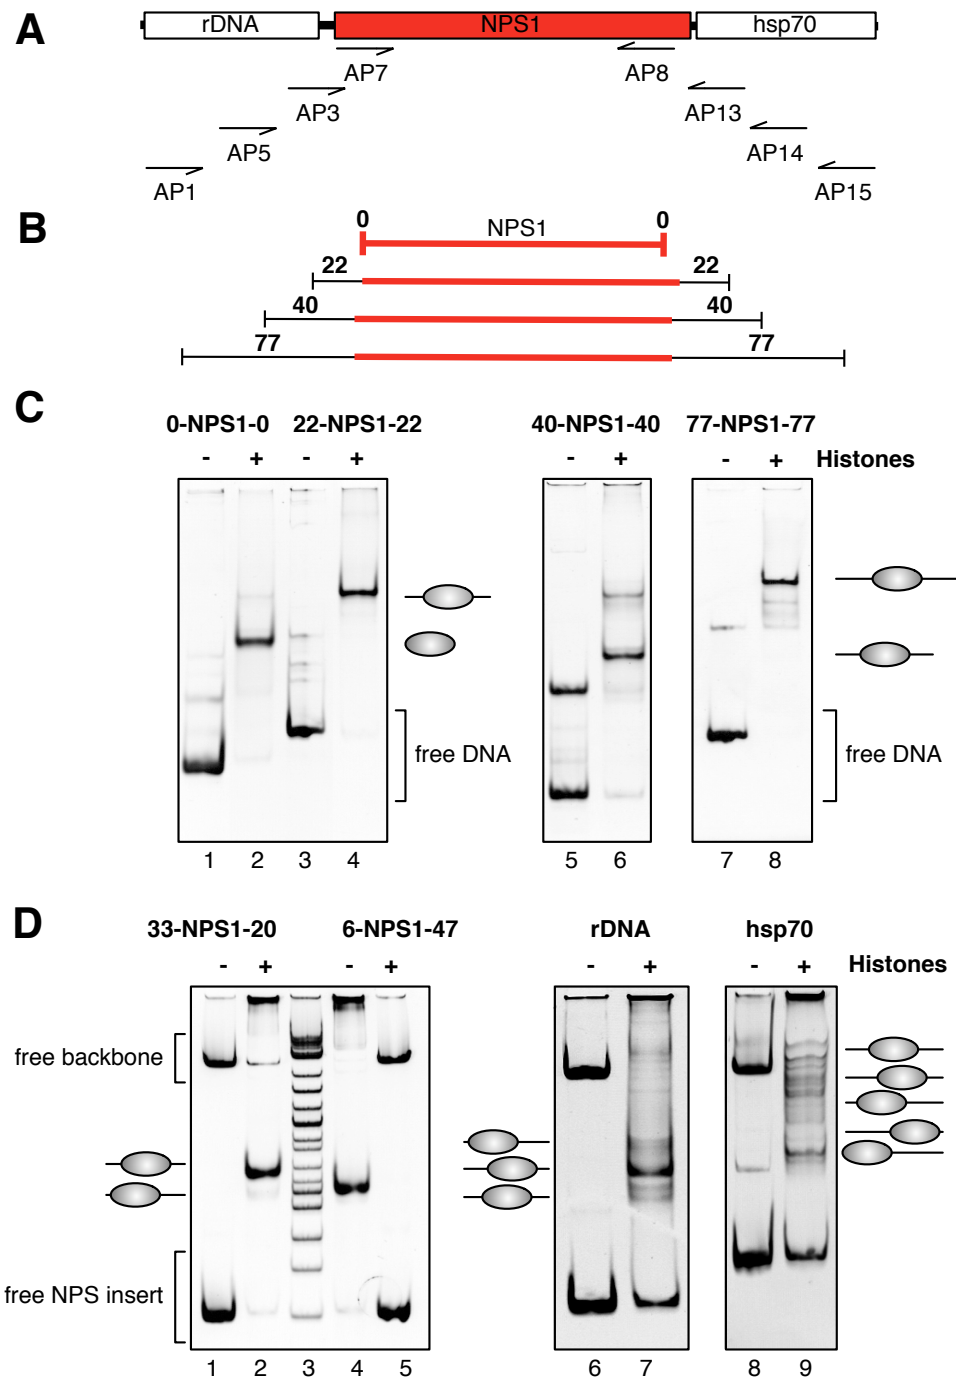 A
rDNA NPS1 hsp70
AP7 AP8
AP3 AP13
AP5 AP14
AP1 AP15
B
0 NPS1 0
22 22
40 40
77 77
C
0-NPS1-0 22-NPS1-22 40-NPS1-40 77-NPS1-77
- + - + - + - + Histones
free DNA free DNA
1 2 3 4 5 6 7 8
D
33-NPS1-20 6-NPS1-47 rDNA hsp70
- + - + - + - + Histones
free backbone
free NPS insert
1 2 3 4 5 6 7 8 9